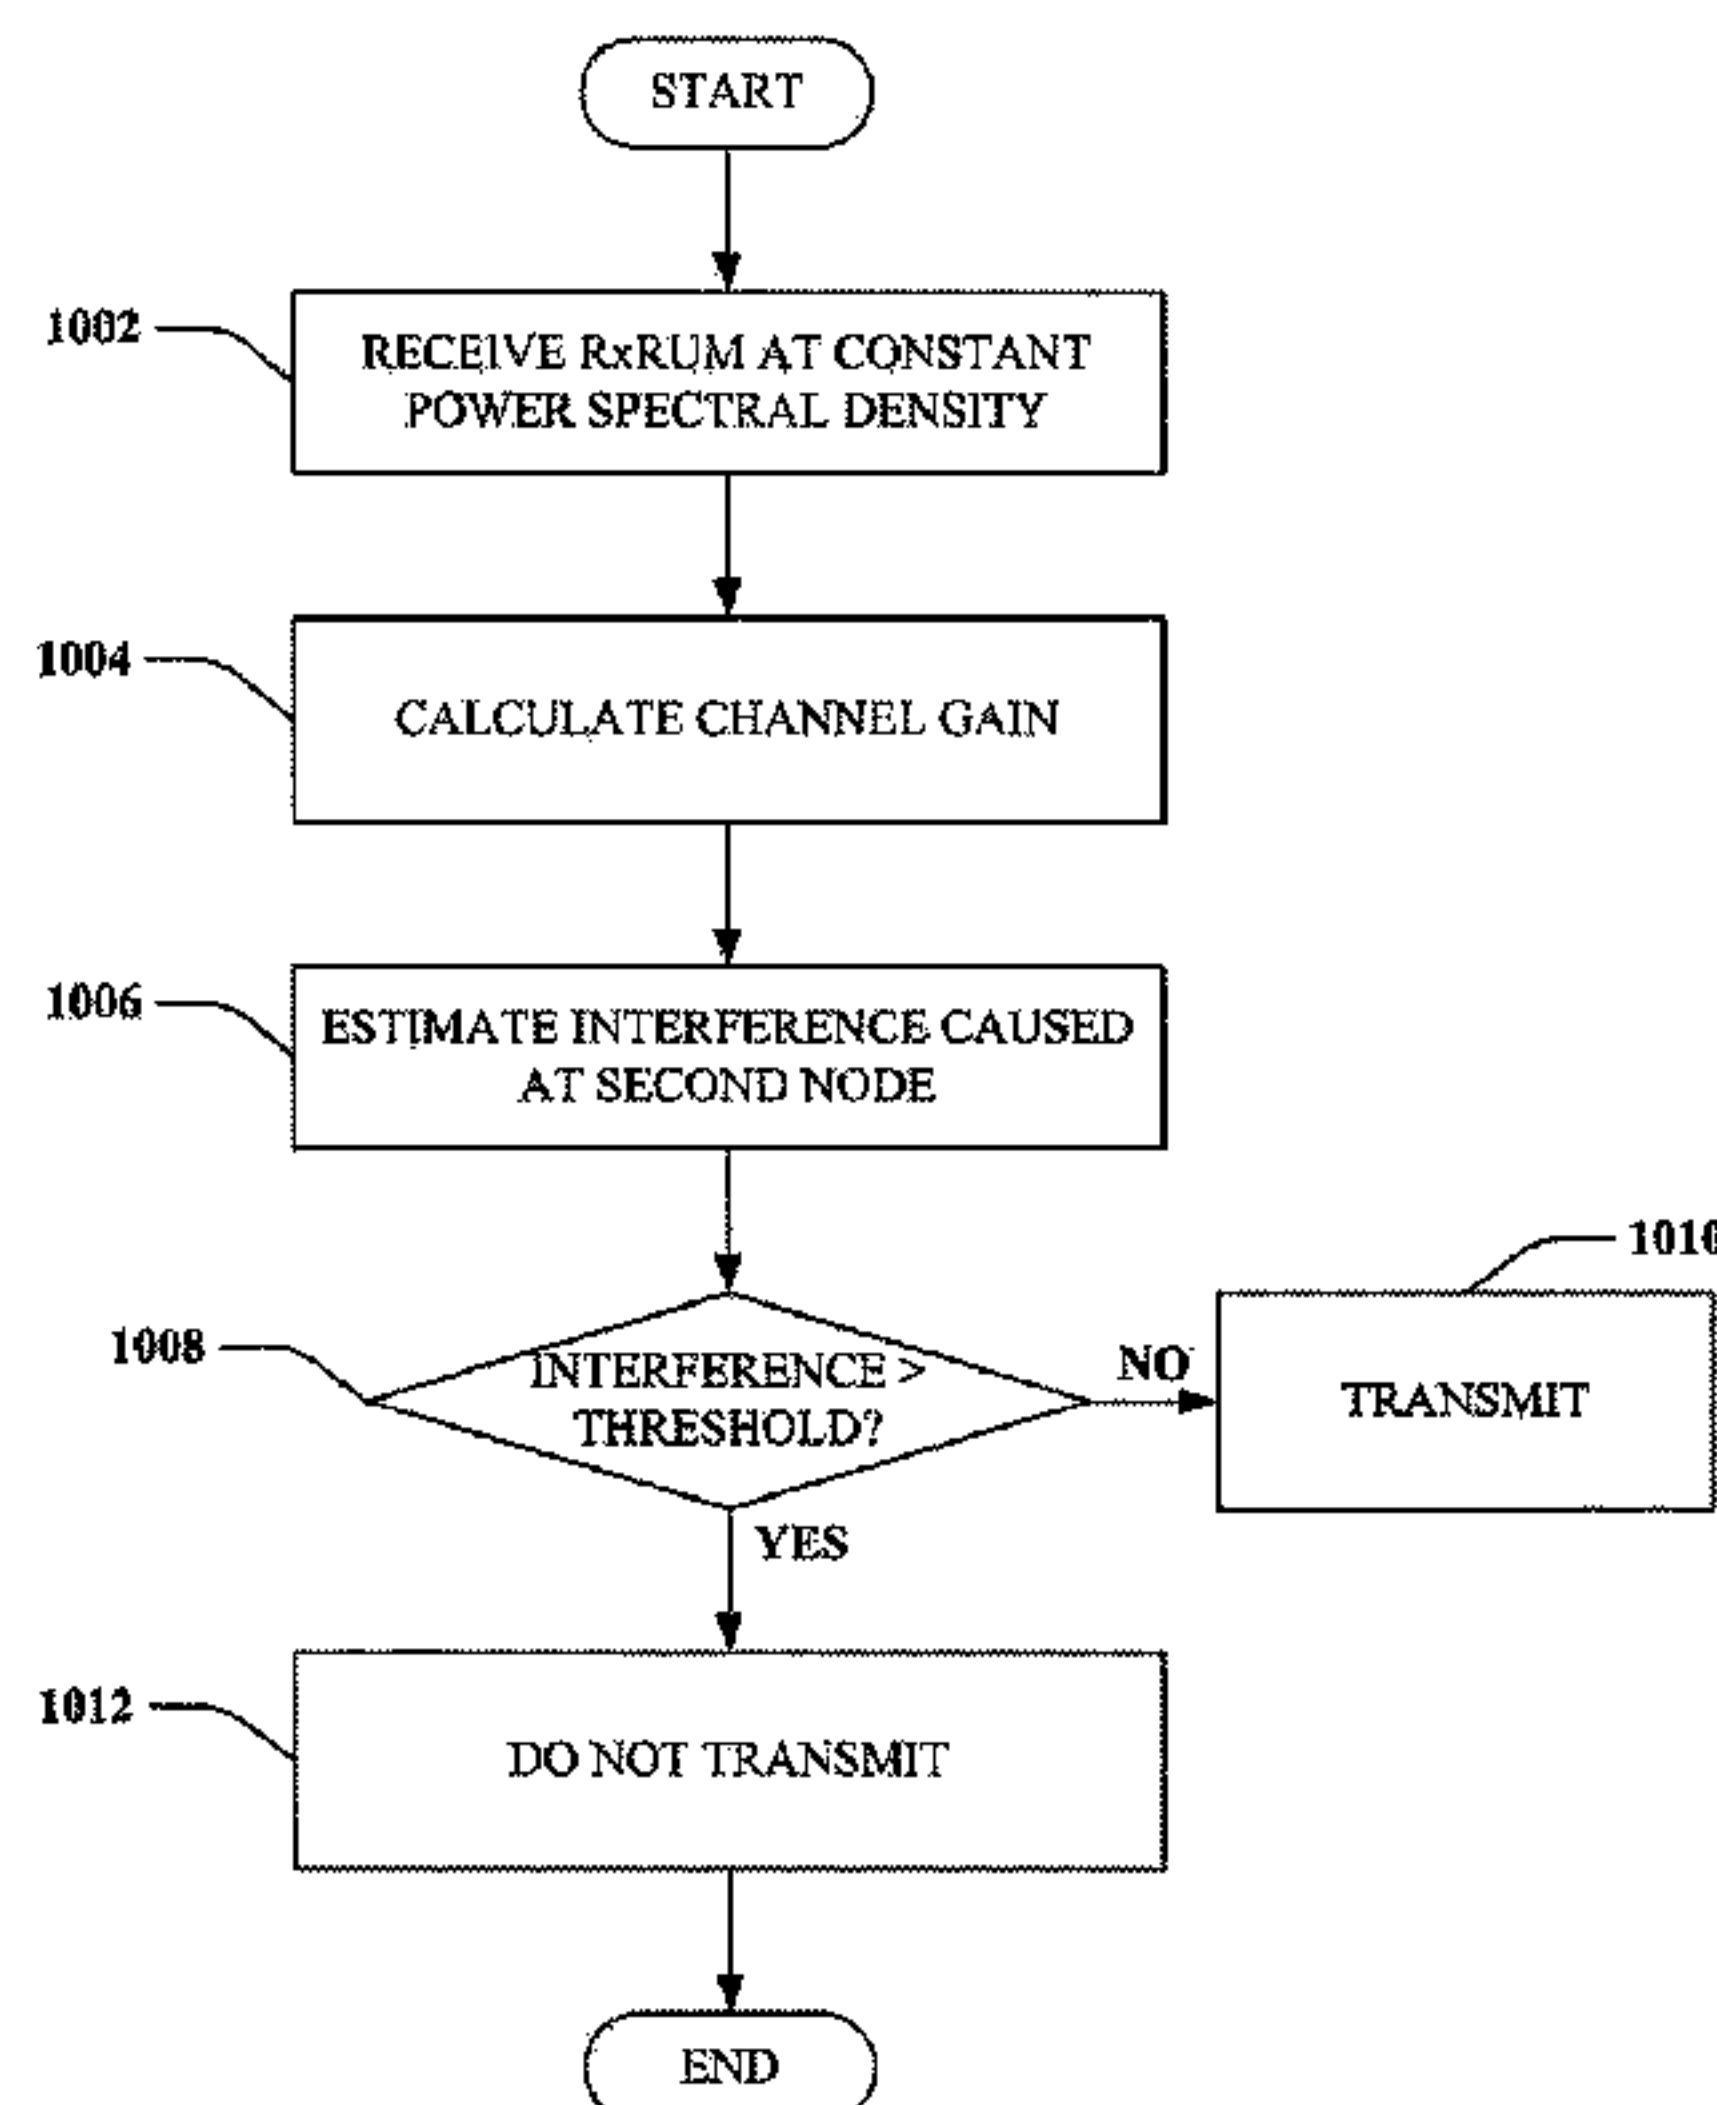 START
1002
RECEIVE RxRUM AT CONSTANT
POWER SPECTRAL DENSITY
1004
CALCULATE CHANNEL GAIN
1006
ESTIMATE INTERFERENCE CAUSED
AT SECOND NODE
1010
1008
INTERFERENCE >
THRESHOLD?
NO
TRANSMIT
YES
1012
DO NOT TRANSMIT
END